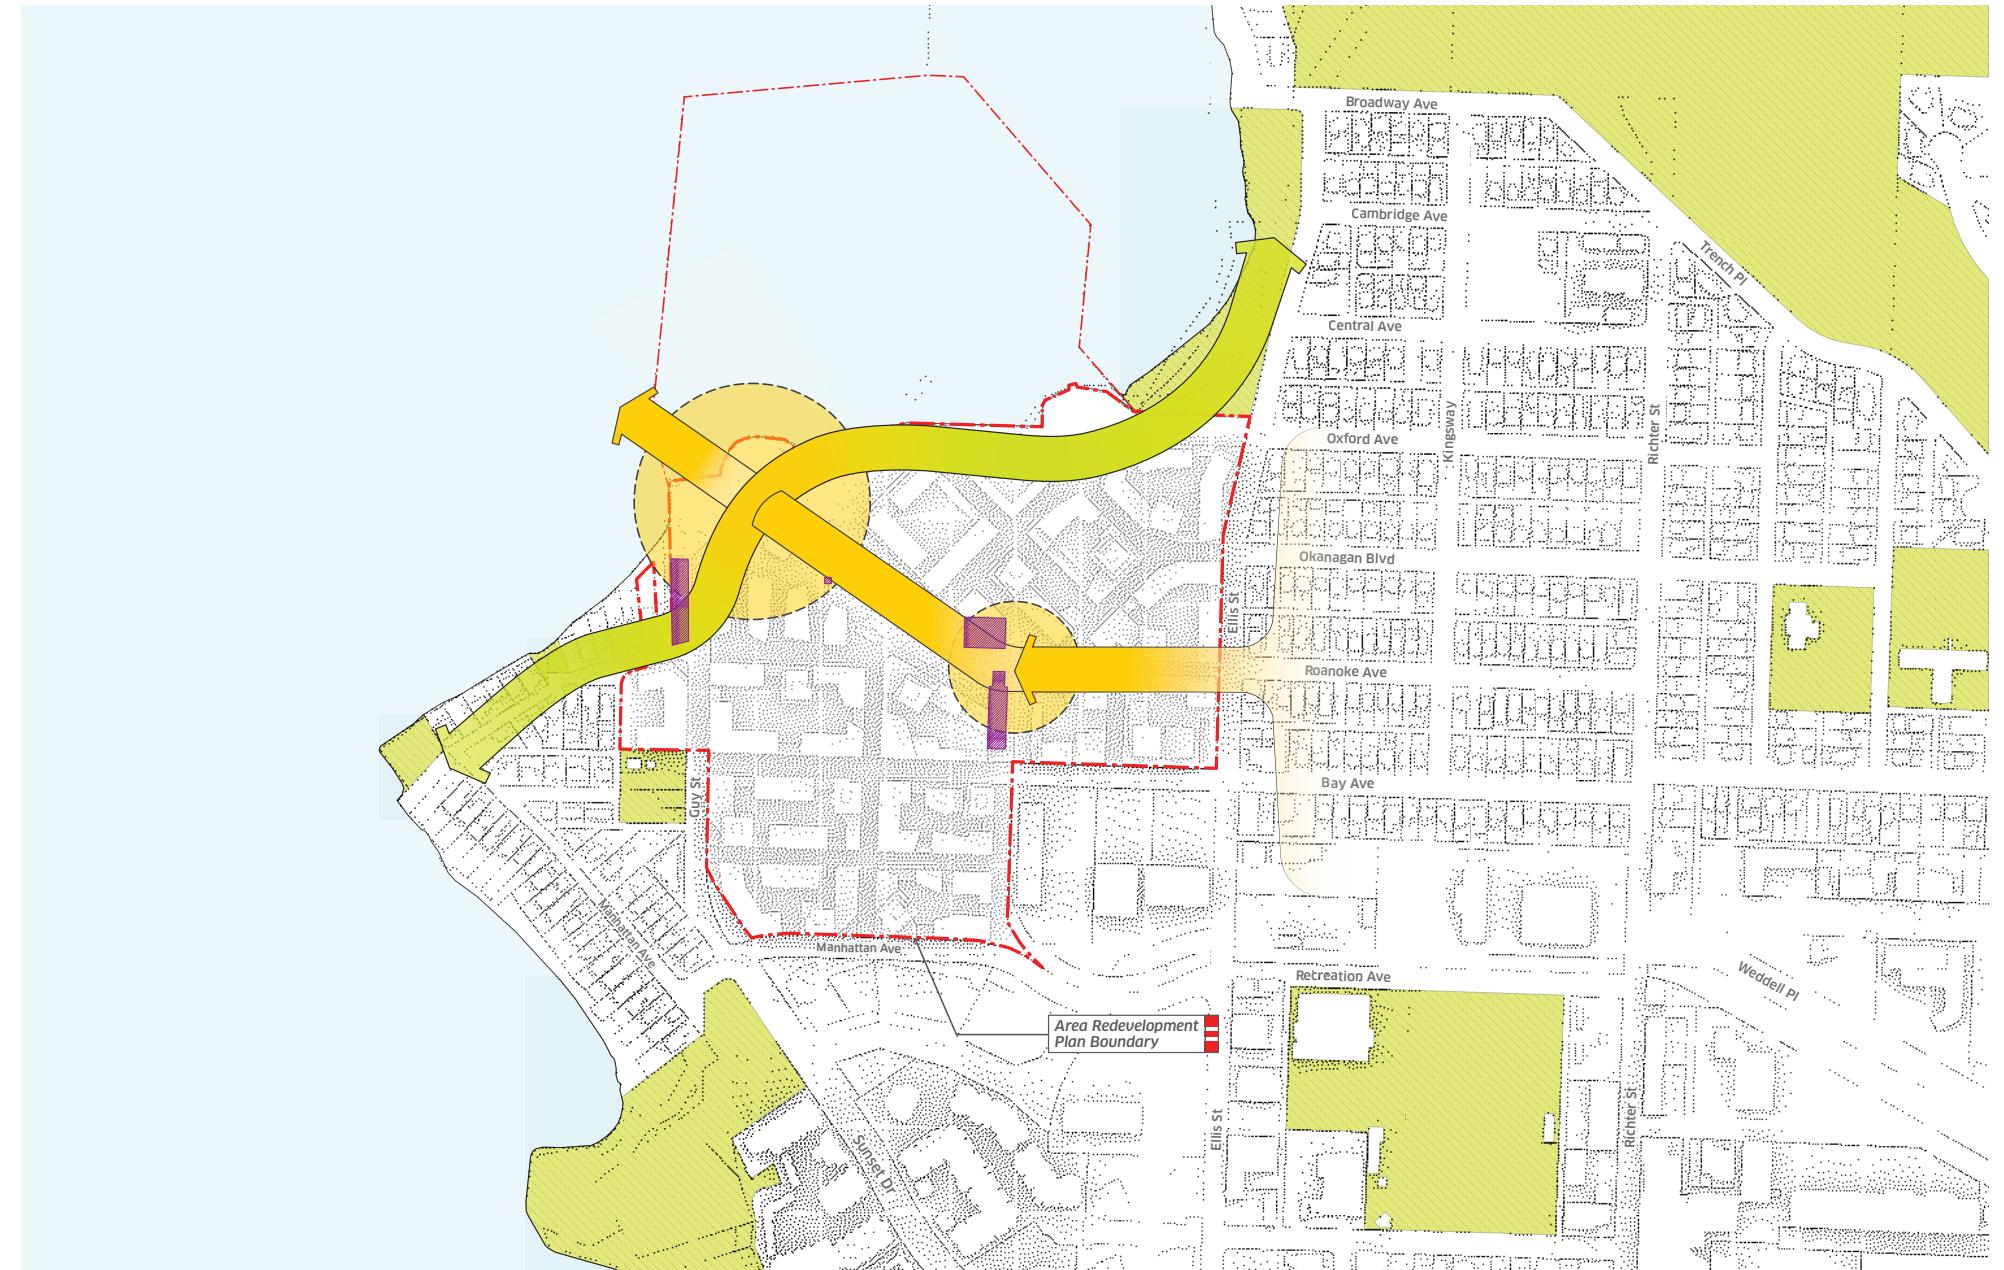 Broadway Ave
Cambridge Ave
Trench Pl
Central Ave
Kingsway
Richter St
Oxford Ave
Okanagan Blvd
Ellis St
Roanoke Ave
Bay Ave
Guy St
Manhattan Ave
Manhattan Ave
Recreation Ave
Weddell Pl
Area Redevelopment
Plan Boundary
Ellis St
Richter St
Sunset Dr